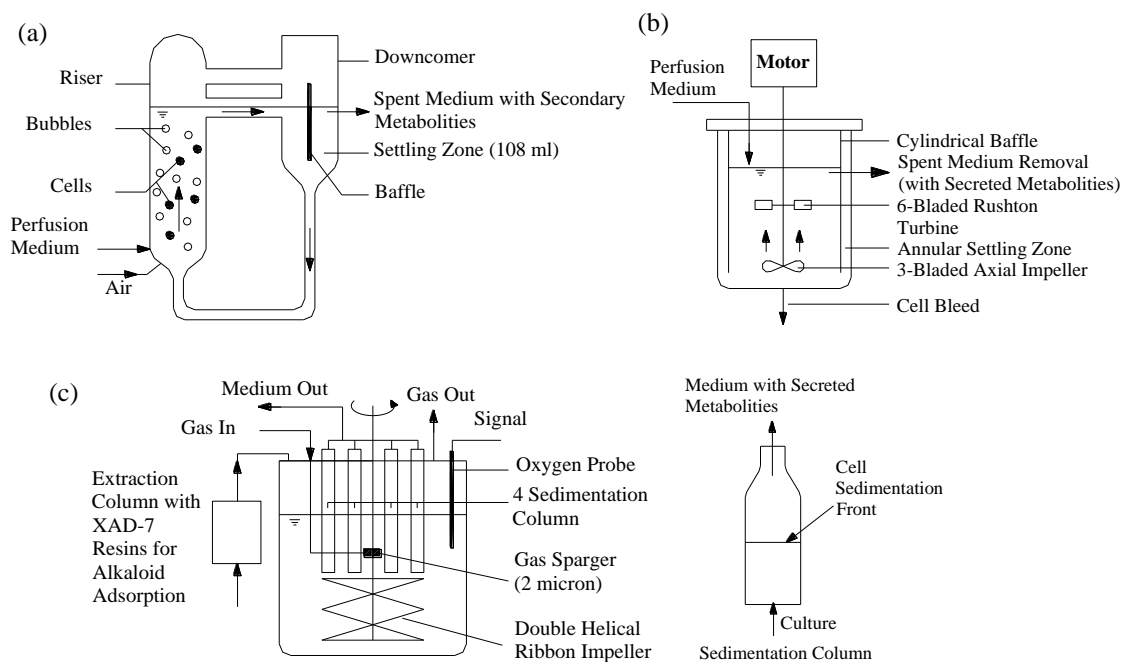 (a)
Riser
Bubbles
Cells
Perfusion
Medium
Air
Downcomer
Spent Medium with Secondary
Metabolities
Settling Zone (108 ml)
Baffle
(b)
Motor
Perfusion
Medium
Cylindrical Baffle
Spent Medium Removal
(with Secreted Metabolities)
6-Bladed Rushton
Turbine
Annular Settling Zone
3-Bladed Axial Impeller
Cell Bleed
(c)
Medium Out
Gas In
Gas Out
Signal
Extraction
Column with
XAD-7
Resins for
Alkaloid
Adsorption
Oxygen Probe
4 Sedimentation
Column
Gas Sparger
(2 micron)
Double Helical
Ribbon Impeller
Medium with Secreted
Metabolities
Cell
Sedimentation
Front
Culture
Sedimentation Column